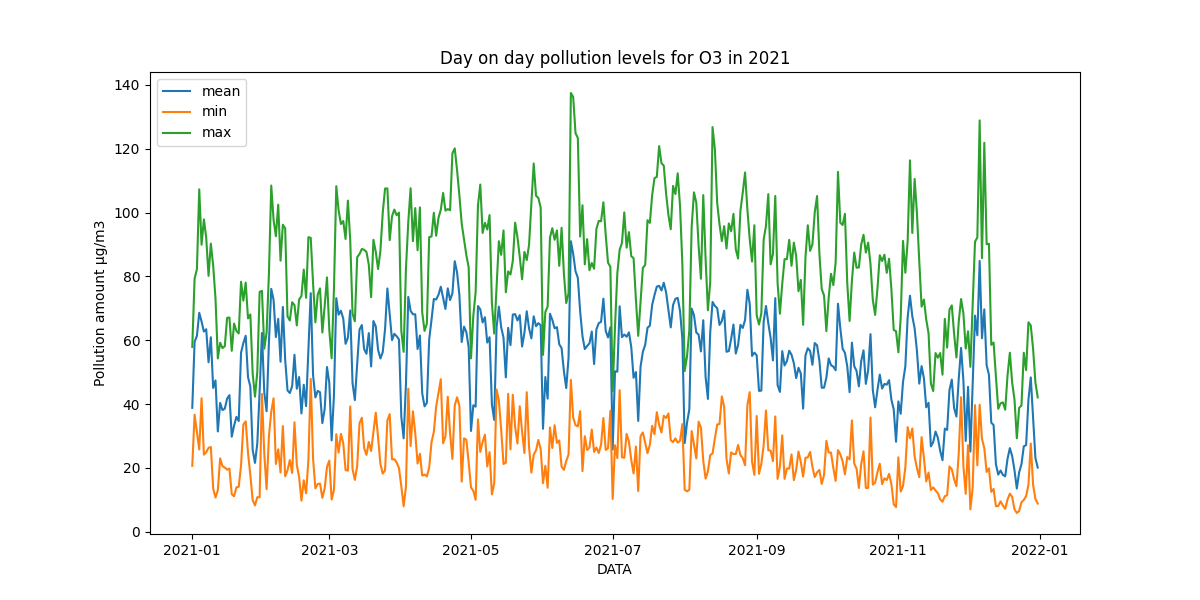 Day on day pollution levels for O3 in 2021
mean
min
max
Pollution amount µg/m3
140
120
100
80
60
40
20
0
2021-01
2021-03
2021-05
2021-07
2021-09
2021-11
2022-01
DATA